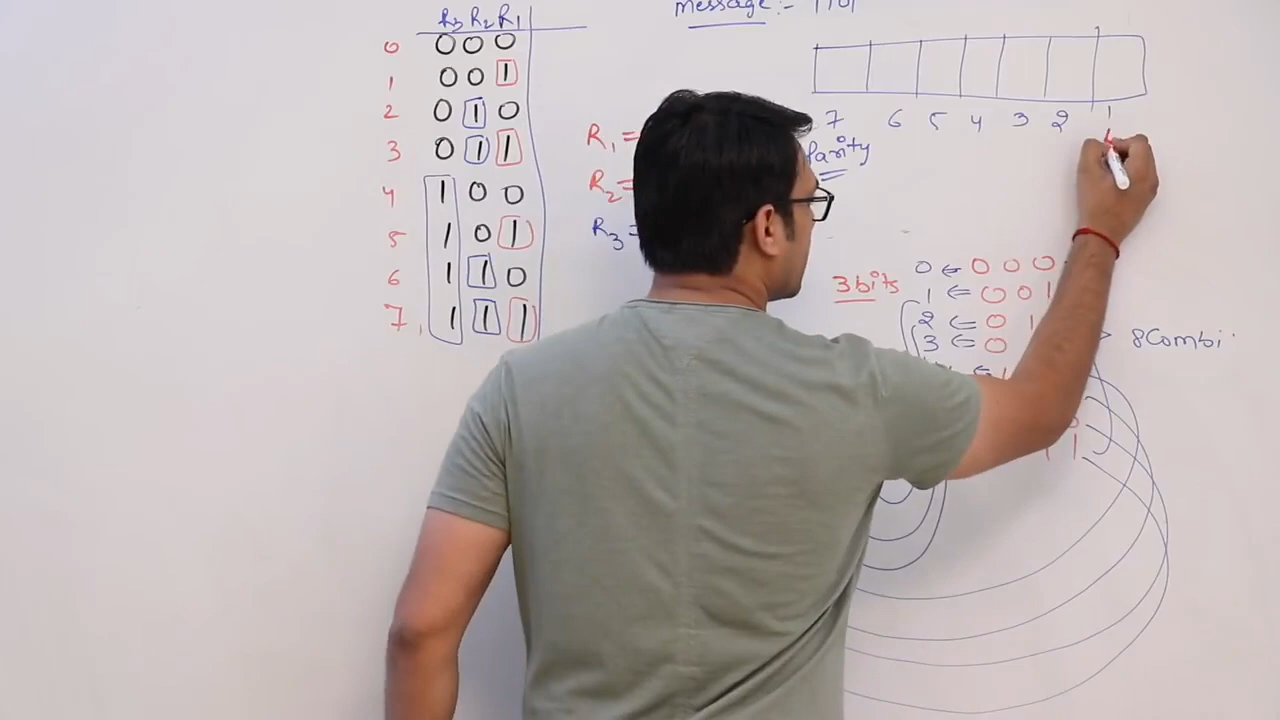 Message:- 1101
R3 R2 R1
0 0 0 0
1 0 0 1
2 0 1 0
3 0 1 1
4 1 0 0
5 1 0 1
6 1 1 0
7 1 1 1
7 6 5 4 3 2 1
R1 =
R2 =
R3 =
Parity
3 bits
0 ⇐ 0 0 0
1 ⇐ 0 0 1
2 ⇐ 0 1
3 ⇐ 0
8 Combi
1 1